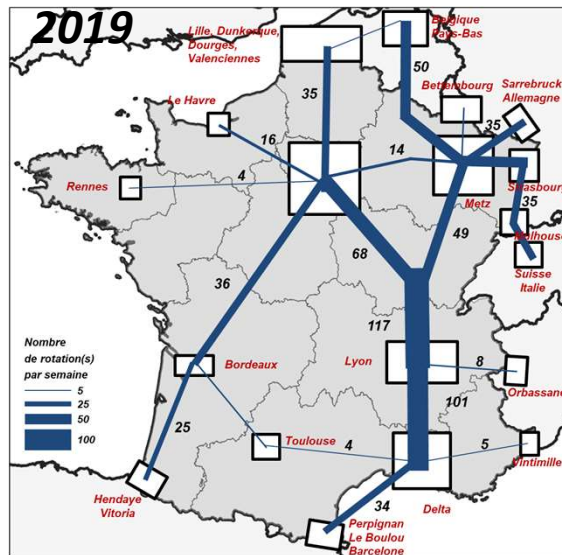 2019
Lille, Dunkerque,
Dourges,
Valenciennes
Belgique
Pays-Bas
50
Bettembourg
Sarrebruck
Allemagne
35
Le Havre
35
16
14
Rennes
4
Metz
Strasbourg
35
Mulhouse
Suisse
Italie
68
49
36
117
Nombre
de rotation(s)
par semaine
5
25
50
100
Bordeaux
Lyon
8
Orbassano
101
25
Toulouse
4
5
Vintimille
Hendaye
Vitoria
34
Delta
Perpignan
Le Boulou
Barcelone